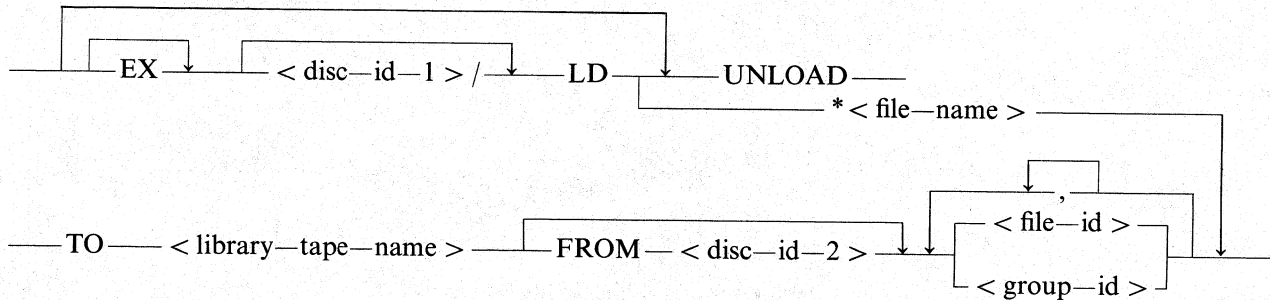 EX < disc—id—1 > / LD UNLOAD
* < file—name >
,
< file—id >
TO < library—tape—name > FROM < disc—id—2 >
< group—id >